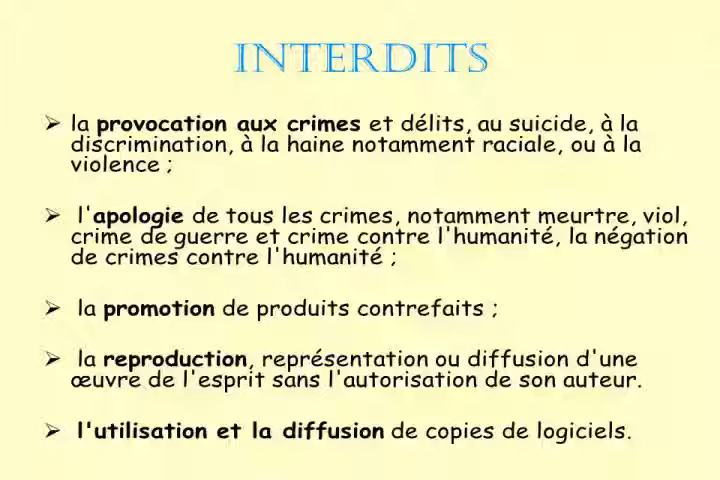 INTERDITS
➢ la provocation aux crimes et délits, au suicide, à la
discrimination, à la haine notamment raciale, ou à la
violence ;
➢ l'apologie de tous les crimes, notamment meurtre, viol,
crime de guerre et crime contre l'humanité, la négation
de crimes contre l'humanité ;
➢ la promotion de produits contrefaits ;
➢ la reproduction, représentation ou diffusion d'une
œuvre de l'esprit sans l'autorisation de son auteur.
➢ l'utilisation et la diffusion de copies de logiciels.